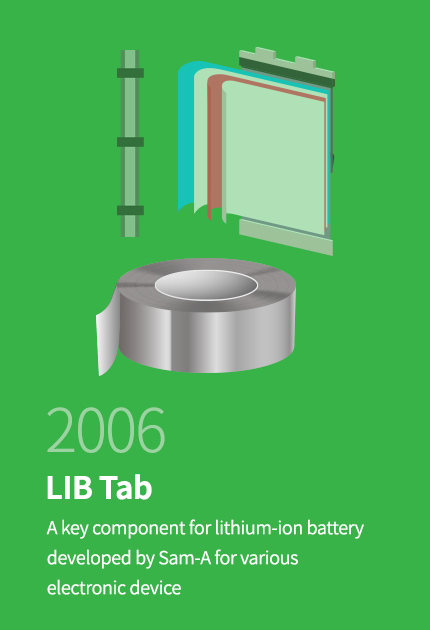 2006
LIB Tab
A key component for lithium-ion battery
developed by Sam-A for various
electronic device